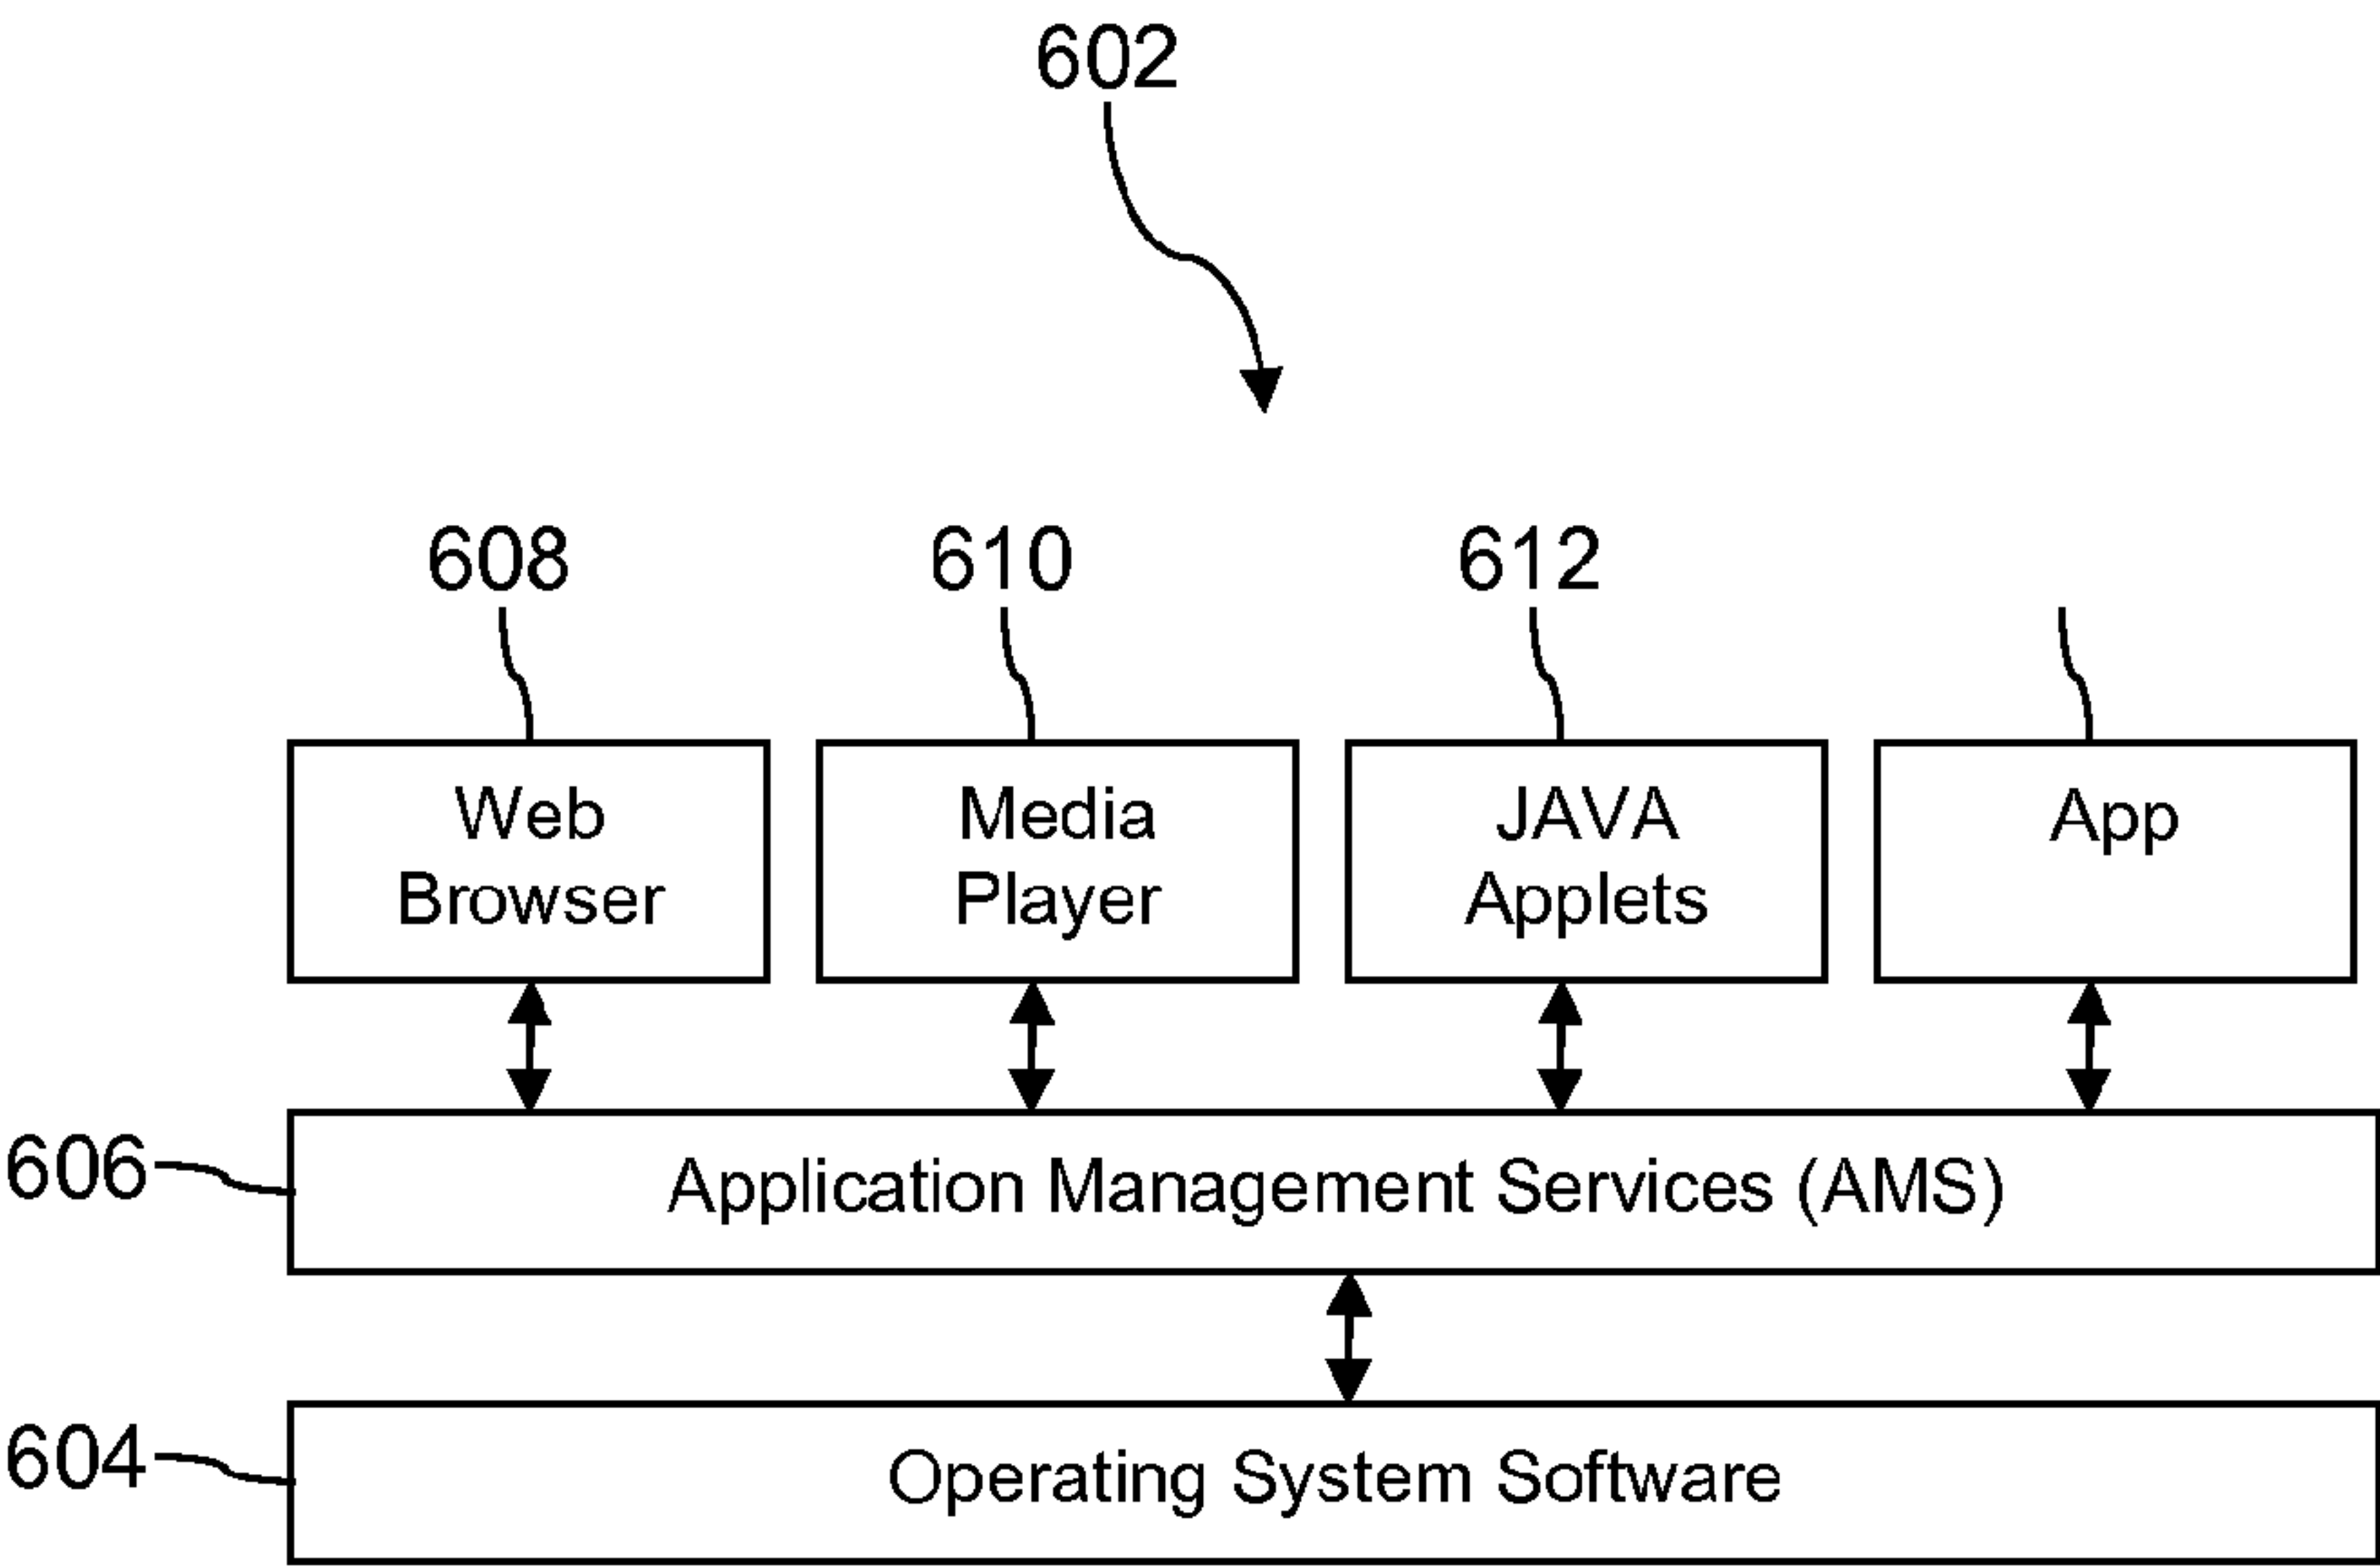 602
608
610
612
Web
Browser
Media
Player
JAVA
Applets
App
606
Application Management Services (AMS)
604
Operating System Software